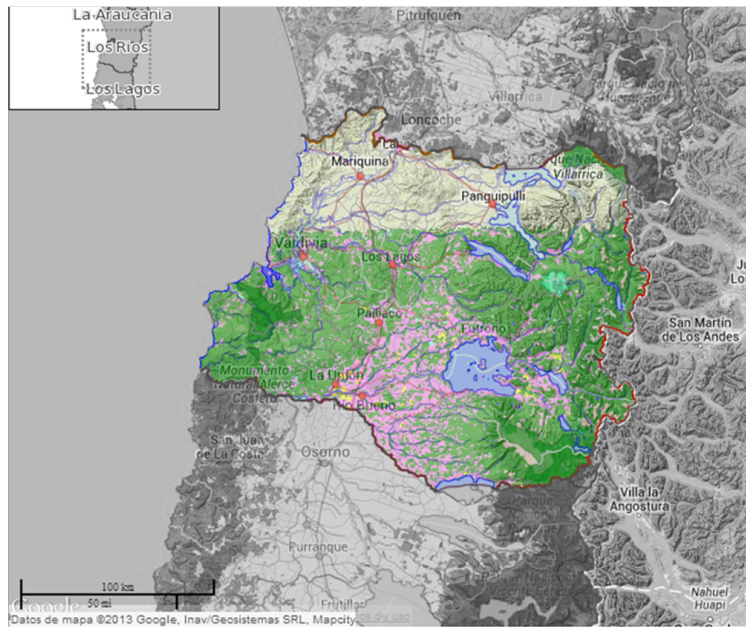 La Araucanía
Los Ríos
Los Lagos
Pitrufquén
Villarrica
Loncoche
Mariquina
Villarrica
Panguipulli
Valdivia
Los Lagos
Paillaco
Futrono
La Unión
Río Bueno
Monumento
Natural Alerce
Costero
San Juan
de La Costa
Osorno
San Martín
de Los Andes
Villa la
Angostura
Purranque
Frutillar
Nahuel
Huapi
100 km
50 mi
Google
Datos de mapa ©2013 Google, Inav/Geosistemas SRL, Mapcity